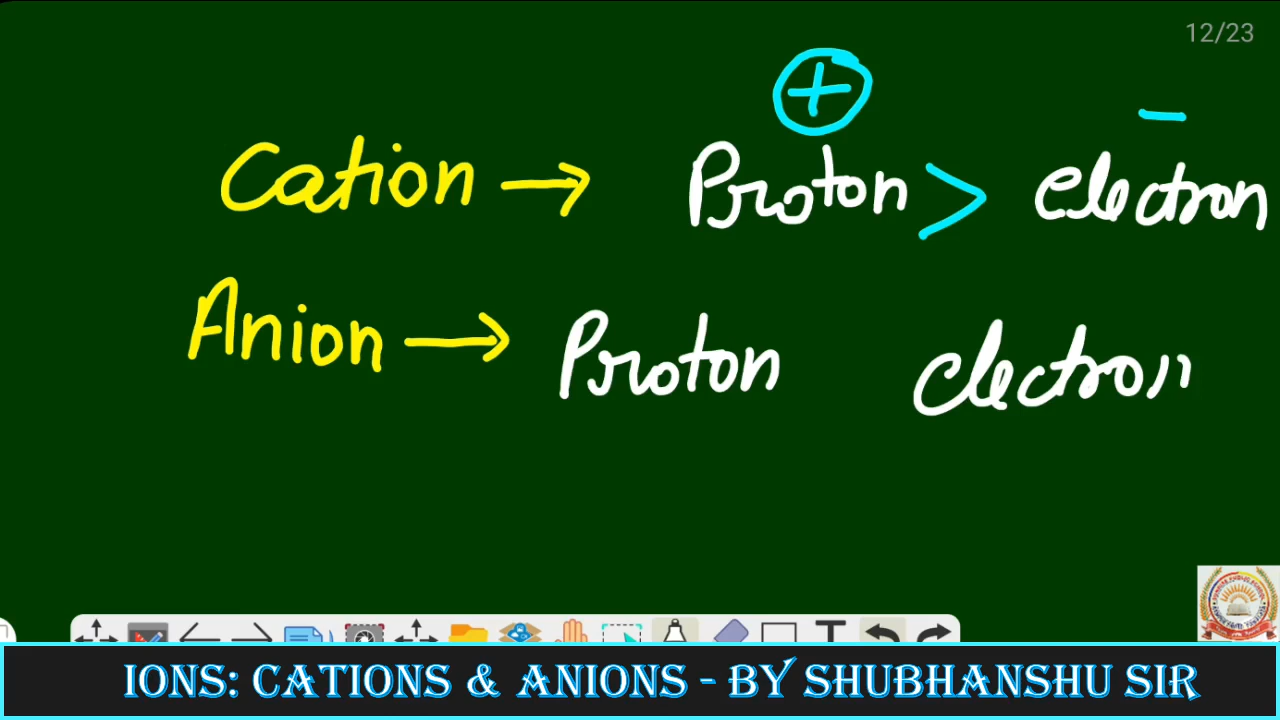 12/23
+ −
Cation → Proton > electron
Anion → Proton electron
IONS: CATIONS & ANIONS - BY SHUBHANSHU SIR